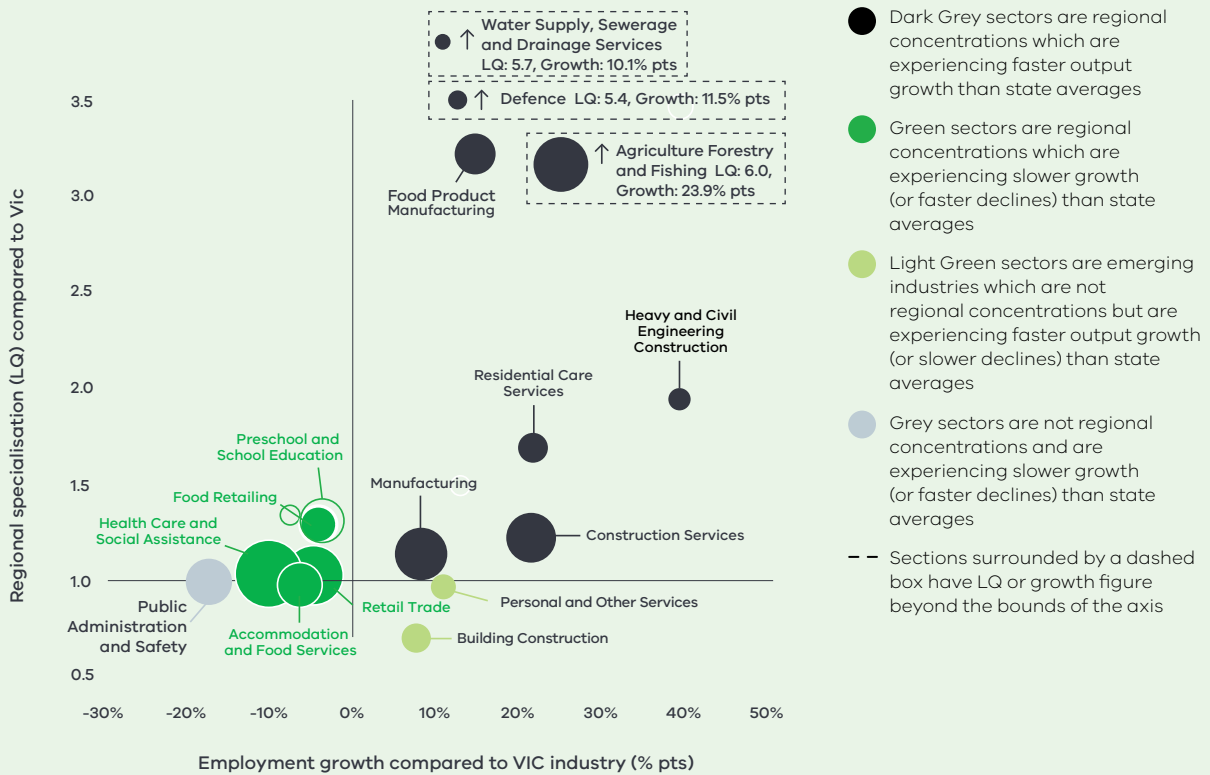 Water Supply, Sewerage
and Drainage Services
LQ: 5.7, Growth: 10.1% pts
Defence LQ: 5.4, Growth: 11.5% pts
Agriculture Forestry
and Fishing LQ: 6.0,
Growth: 23.9% pts
Food Product
Manufacturing
Heavy and Civil
Engineering
Construction
Residential Care
Services
Preschool and
School Education
Food Retailing
Health Care and
Social Assistance
Manufacturing
Construction Services
Personal and Other Services
Building Construction
Retail Trade
Accommodation
and Food Services
Public
Administration
and Safety
Regional specialisation (LQ) compared to Vic
3.5
3.0
2.5
2.0
1.5
1.0
0.5
-30%
-20%
-10%
0%
10%
20%
30%
40%
50%
Employment growth compared to VIC industry (% pts)
Dark Grey sectors are regional
concentrations which are
experiencing faster output
growth than state averages
Green sectors are regional
concentrations which are
experiencing slower growth
(or faster declines) than state
averages
Light Green sectors are emerging
industries which are not
regional concentrations but are
experiencing faster output growth
(or slower declines) than state
averages
Grey sectors are not regional
concentrations and are
experiencing slower growth
(or faster declines) than state
averages
Sections surrounded by a dashed
box have LQ or growth figure
beyond the bounds of the axis